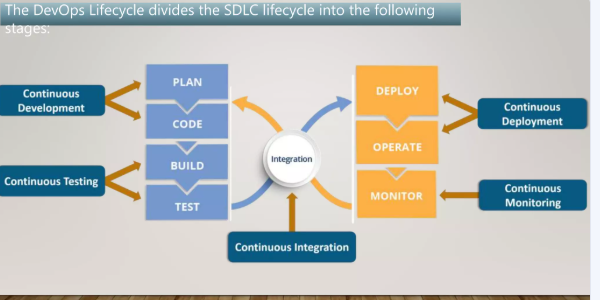 The DevOps Lifecycle divides the SDLC lifecycle into the following
stages:
PLAN
CODE
BUILD
TEST
Continuous
Development
Continuous Testing
Integration
Continuous Integration
DEPLOY
OPERATE
MONITOR
Continuous
Deployment
Continuous
Monitoring